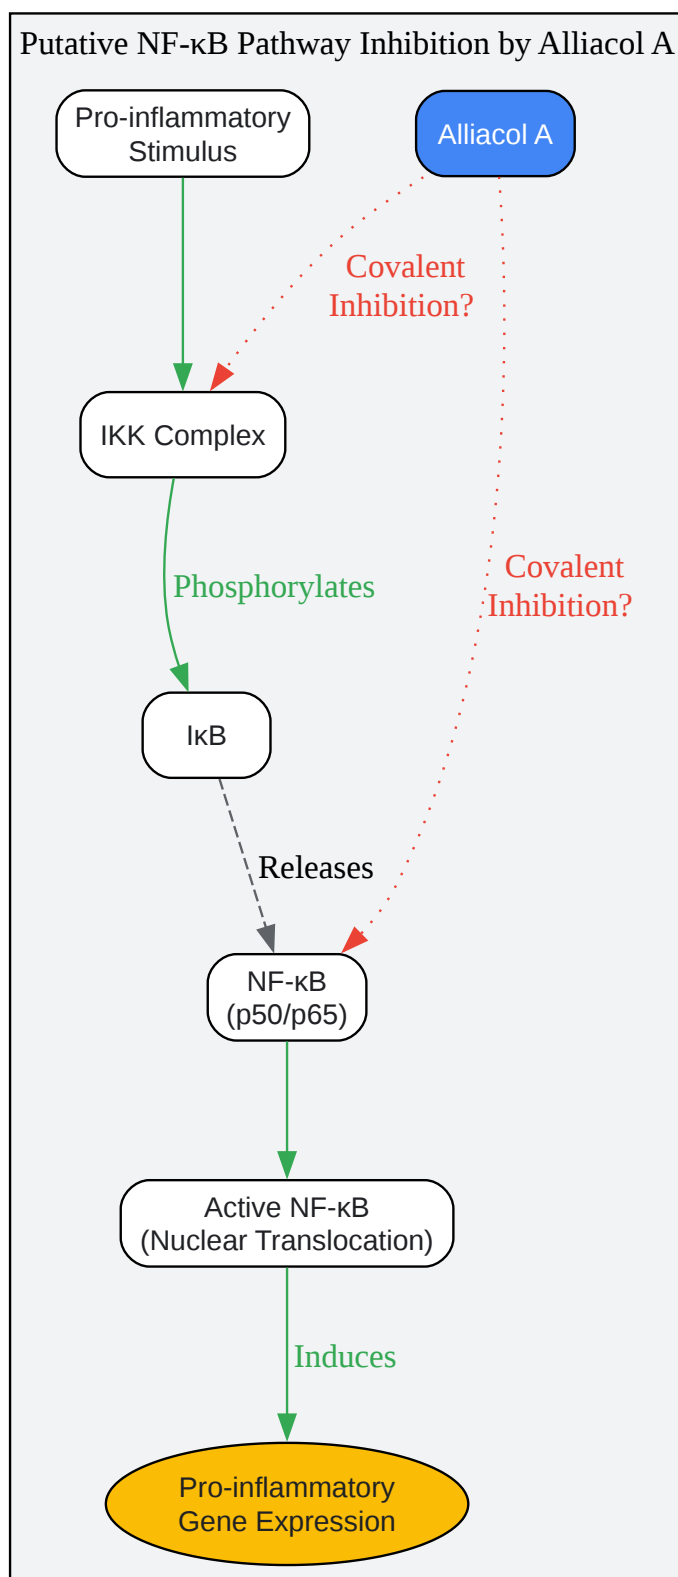 Putative NF-κB Pathway Inhibition by Alliacol A
Pro-inflammatory
Stimulus
Alliacol A
Covalent
Inhibition?
IKK Complex
Phosphorylates
Covalent
Inhibition?
IκB
Releases
NF-κB
(p50/p65)
Active NF-κB
(Nuclear Translocation)
Induces
Pro-inflammatory
Gene Expression